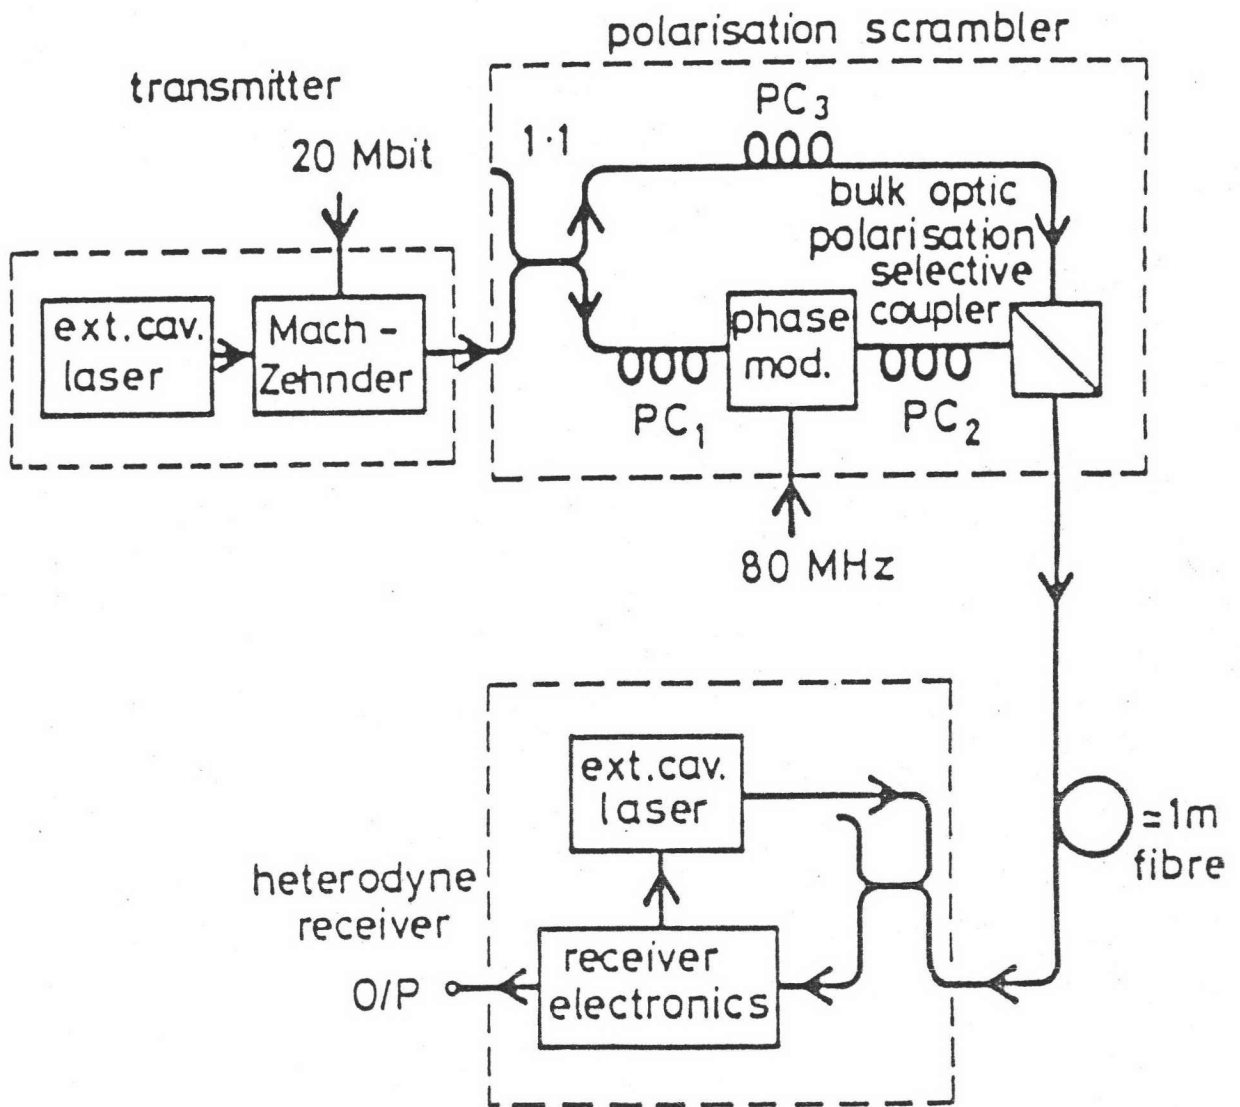 polarisation scrambler
transmitter
20 Mbit
1·1
PC₃
bulk optic
polarisation
selective
coupler
ext. cav.
laser
Mach -
Zehnder
phase
mod.
PC₁
PC₂
80 MHz
ext. cav.
laser
≃1m
fibre
heterodyne
receiver
receiver
electronics
O/P